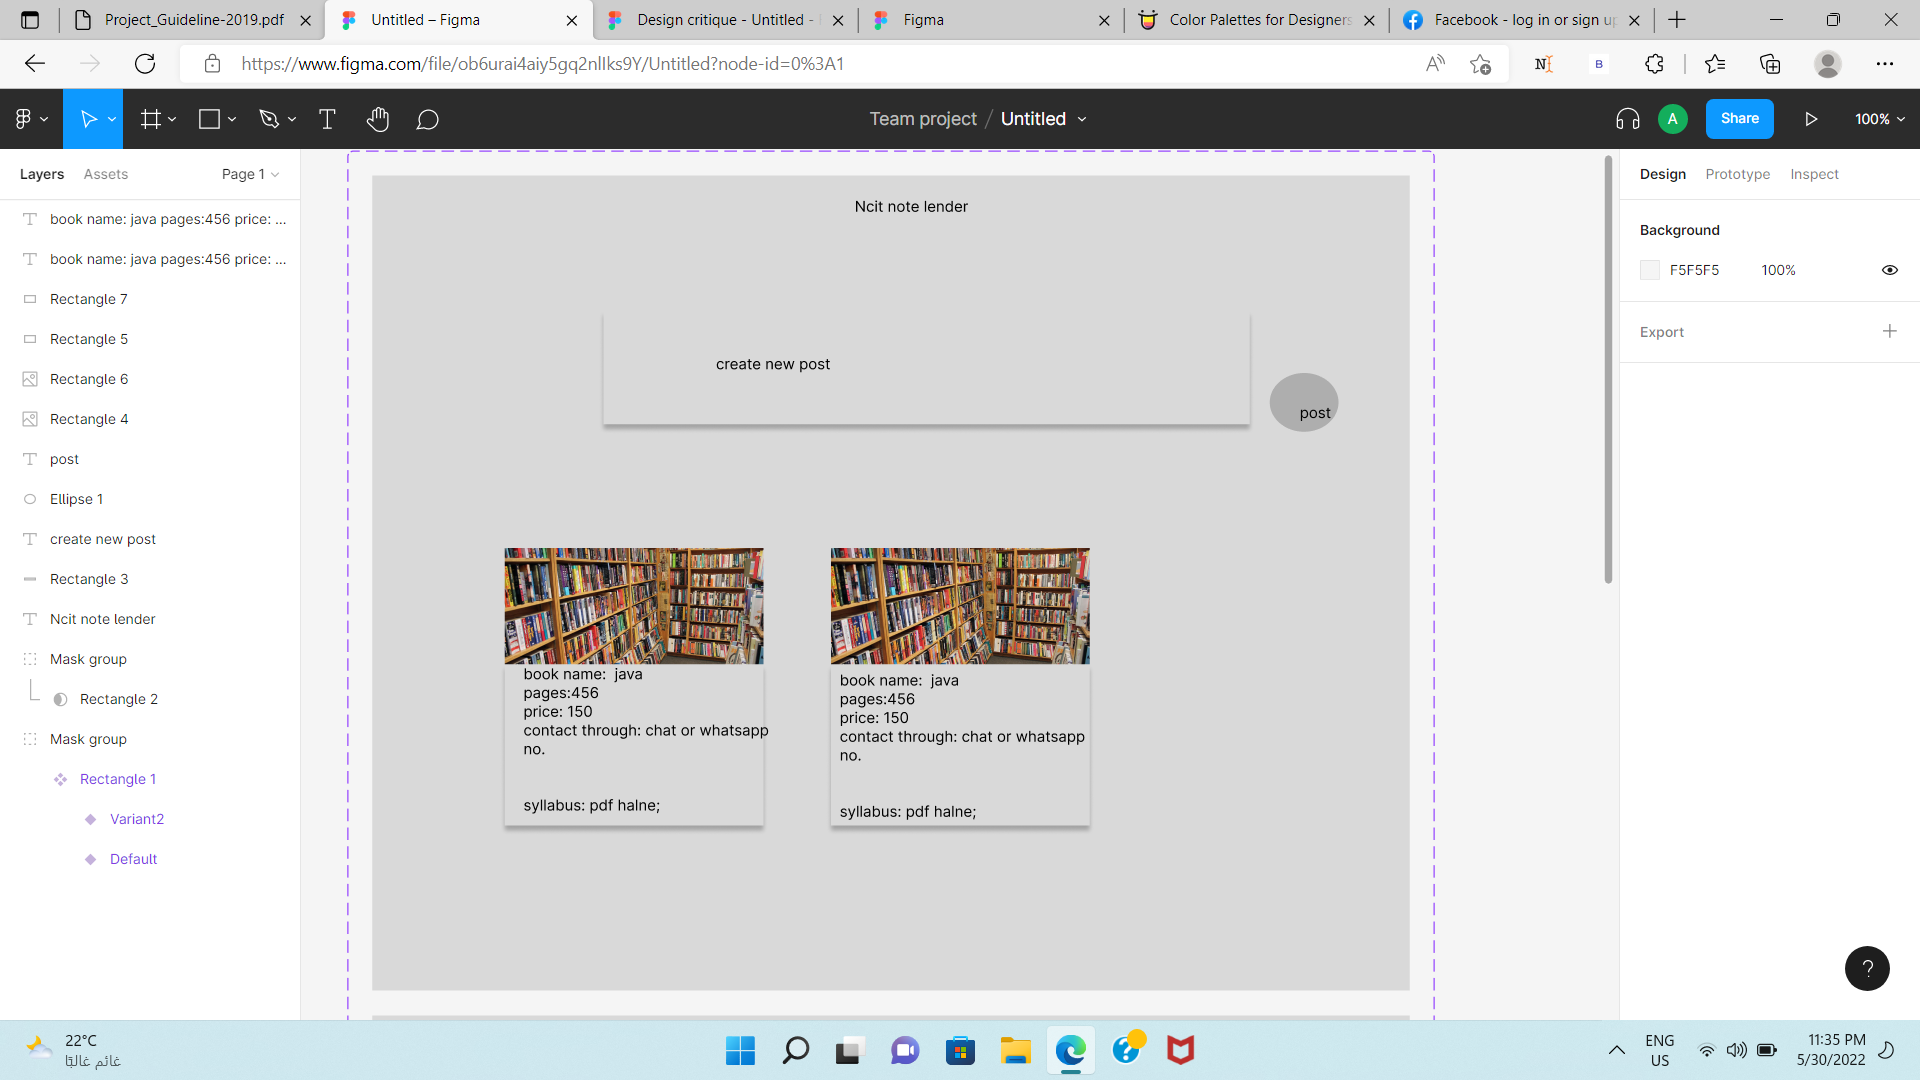 Project_Guideline-2019.pdf
Untitled – Figma
Design critique - Untitled -
Figma
Color Palettes for Designers
Facebook - log in or sign up
https://www.figma.com/file/ob6urai4aiy5gq2nlIks9Y/Untitled?node-id=0%3A1
Team project / Untitled
A
Share
100%
Layers
Assets
Page 1
book name: java pages:456 price: ...
book name: java pages:456 price: ...
Rectangle 7
Rectangle 5
Rectangle 6
Rectangle 4
post
Ellipse 1
create new post
Rectangle 3
Ncit note lender
Mask group
Rectangle 2
Mask group
Rectangle 1
Variant2
Default
Ncit note lender
create new post
post
book name:  java
pages:456
price: 150
contact through: chat or whatsapp
no.
syllabus: pdf halne;
book name:  java
pages:456
price: 150
contact through: chat or whatsapp
no.
syllabus: pdf halne;
Design
Prototype
Inspect
Background
F5F5F5
100%
Export
?
22°C
غائم غالبًا
ENG
US
11:35 PM
5/30/2022